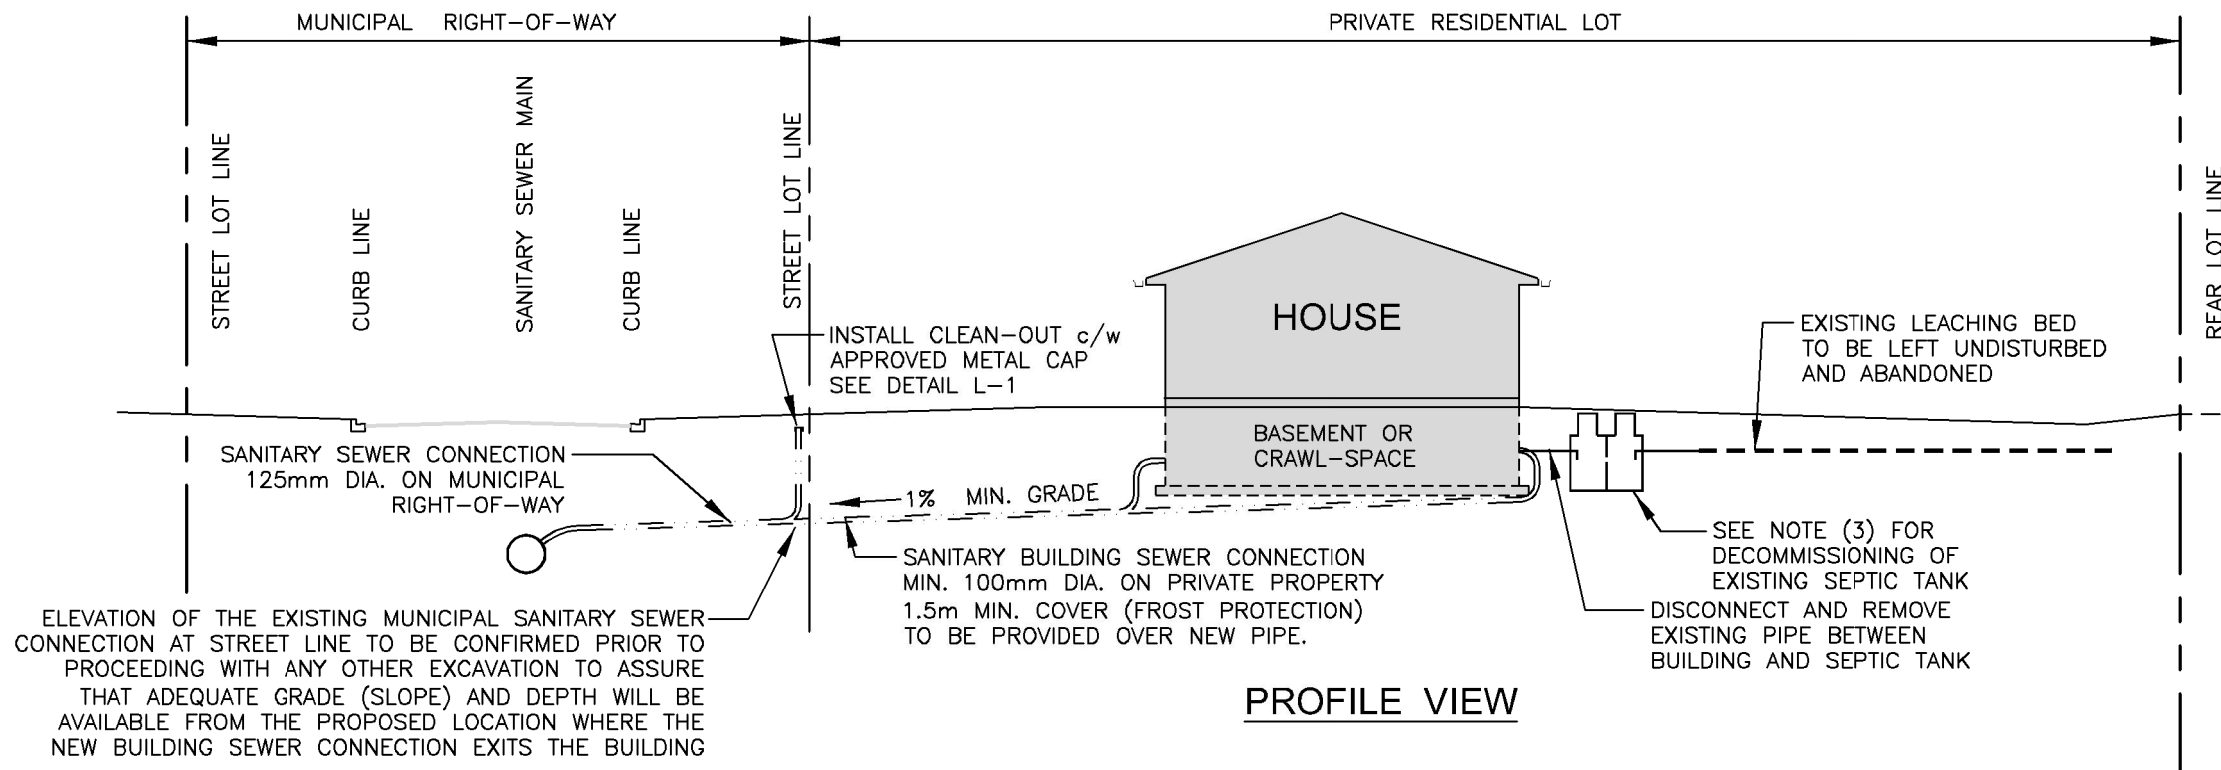 MUNICIPAL RIGHT-OF-WAY
PRIVATE RESIDENTIAL LOT
STREET LOT LINE
CURB LINE
SANITARY SEWER MAIN
CURB LINE
STREET LOT LINE
REAR LOT LINE
INSTALL CLEAN-OUT c/w
APPROVED METAL CAP
SEE DETAIL L-1
HOUSE
BASEMENT OR
CRAWL-SPACE
EXISTING LEACHING BED
TO BE LEFT UNDISTURBED
AND ABANDONED
SANITARY SEWER CONNECTION
125mm DIA. ON MUNICIPAL
RIGHT-OF-WAY
1% MIN. GRADE
SANITARY BUILDING SEWER CONNECTION
MIN. 100mm DIA. ON PRIVATE PROPERTY
1.5m MIN. COVER (FROST PROTECTION)
TO BE PROVIDED OVER NEW PIPE.
SEE NOTE (3) FOR
DECOMMISSIONING OF
EXISTING SEPTIC TANK
DISCONNECT AND REMOVE
EXISTING PIPE BETWEEN
BUILDING AND SEPTIC TANK
ELEVATION OF THE EXISTING MUNICIPAL SANITARY SEWER
CONNECTION AT STREET LINE TO BE CONFIRMED PRIOR TO
PROCEEDING WITH ANY OTHER EXCAVATION TO ASSURE
THAT ADEQUATE GRADE (SLOPE) AND DEPTH WILL BE
AVAILABLE FROM THE PROPOSED LOCATION WHERE THE
NEW BUILDING SEWER CONNECTION EXITS THE BUILDING
PROFILE VIEW